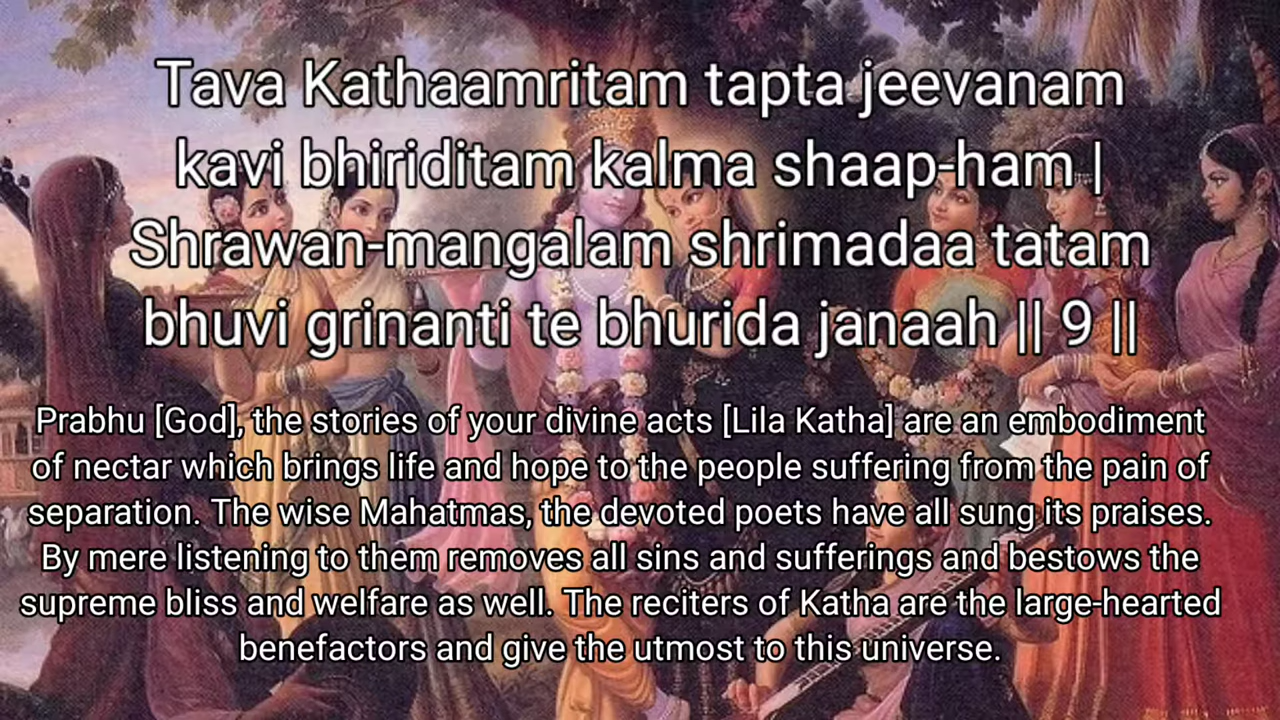 Tava Kathaamritam tapta jeevanam
kavi bhiriditam kalma shaap-ham |
Shrawan-mangalam shrimadaa tatam
bhuvi grinanti te bhurida janaah || 9 ||
Prabhu [God], the stories of your divine acts [Lila Katha] are an embodiment
of nectar which brings life and hope to the people suffering from the pain of
separation. The wise Mahatmas, the devoted poets have all sung its praises.
By mere listening to them removes all sins and sufferings and bestows the
supreme bliss and welfare as well. The reciters of Katha are the large-hearted
benefactors and give the utmost to this universe.